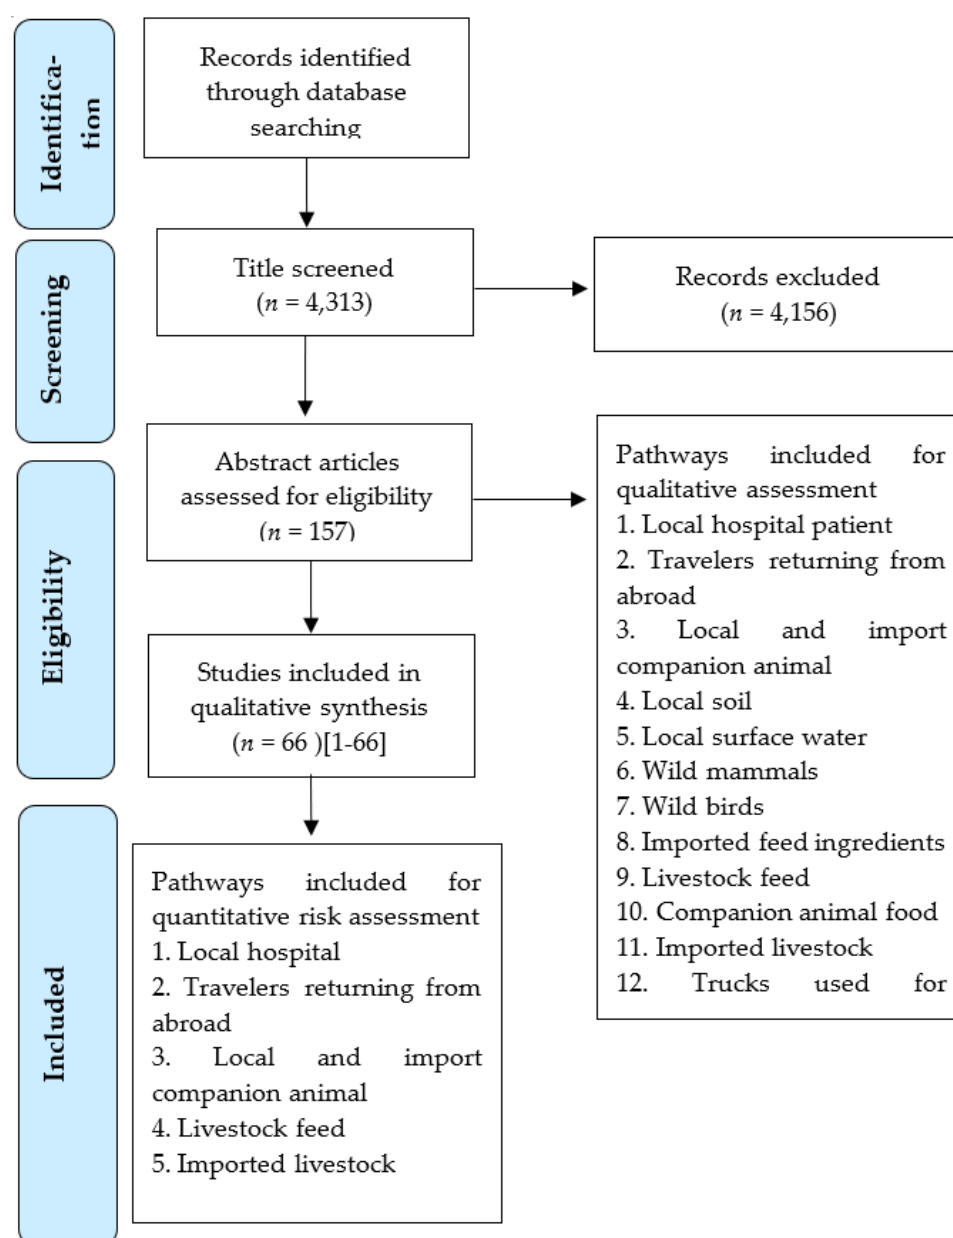 Identifica-
tion
Records identified
through database
searching
Screening
Title screened
(n = 4,313)
Records excluded
(n = 4,156)
Eligibility
Abstract articles
assessed for eligibility
(n = 157)
Pathways included for
qualitative assessment
1. Local hospital patient
2. Travelers returning from
abroad
3. Local and import
companion animal
4. Local soil
5. Local surface water
6. Wild mammals
7. Wild birds
8. Imported feed ingredients
9. Livestock feed
10. Companion animal food
11. Imported livestock
12. Trucks used for
Studies included in
qualitative synthesis
(n = 66 )[1-66]
Included
Pathways included for
quantitative risk assessment
1. Local hospital
2. Travelers returning from
abroad
3. Local and import
companion animal
4. Livestock feed
5. Imported livestock